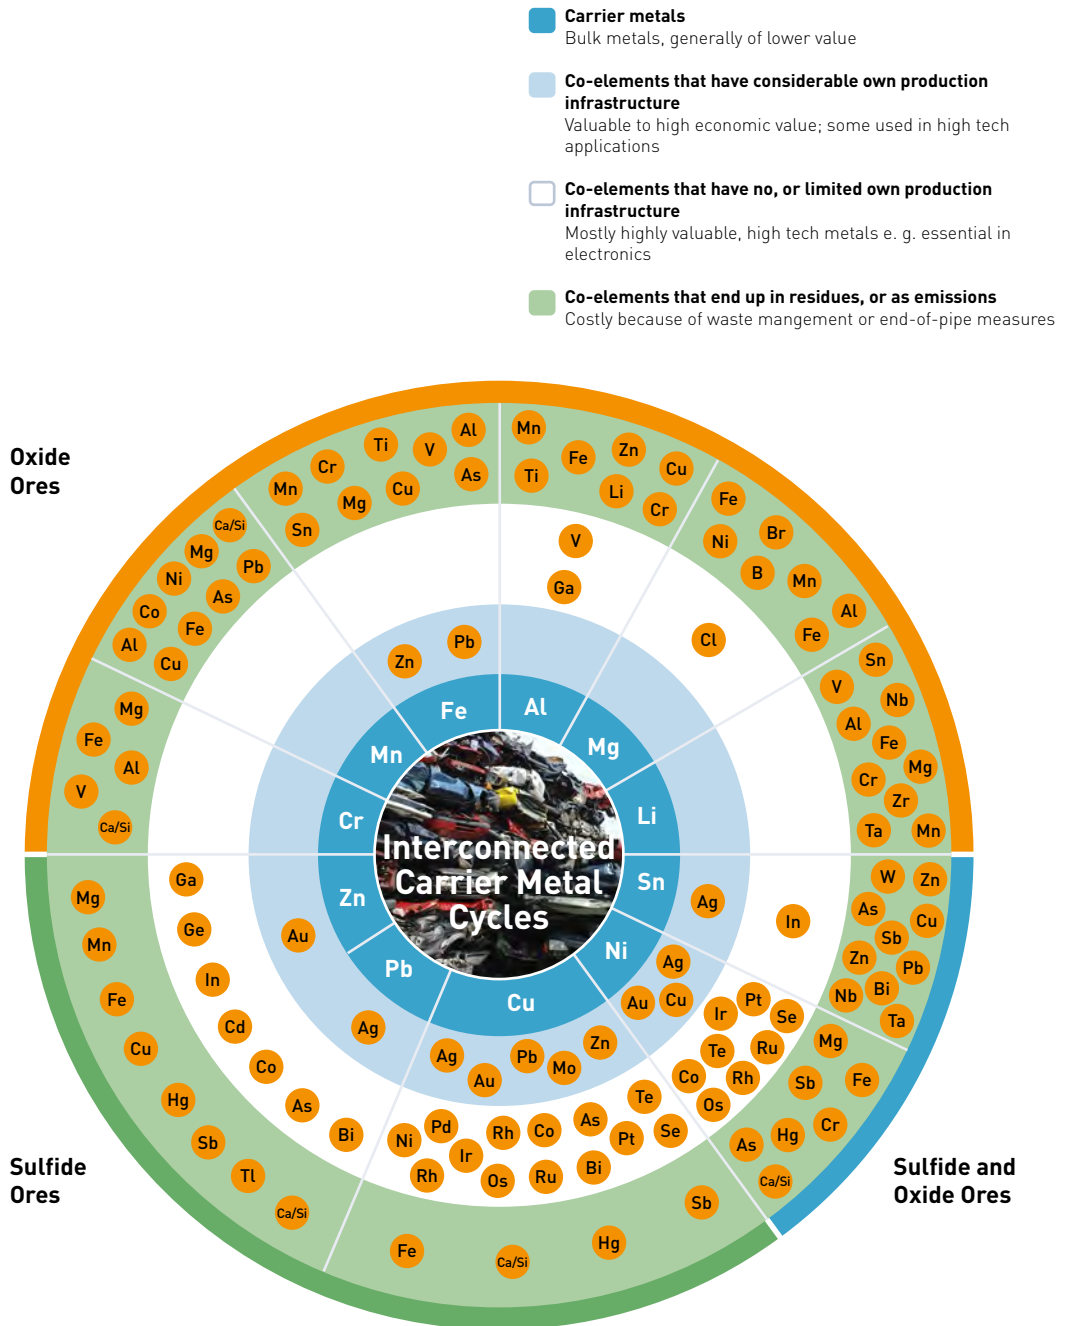 Carrier metals
Bulk metals, generally of lower value
Co-elements that have considerable own production
infrastructure
Valuable to high economic value; some used in high tech
applications
Co-elements that have no, or limited own production
infrastructure
Mostly highly valuable, high tech metals e. g. essential in
electronics
Co-elements that end up in residues, or as emissions
Costly because of waste mangement or end-of-pipe measures
Oxide
Ores
Mn
Cr
Ti
V
Al
Sn
Mg
Cu
As
Mn
Fe
Zn
Cu
Ti
Li
Cr
Fe
Br
Ni
B
Mn
Al
Fe
Ca/Si
Mg
Pb
Ni
As
Co
Fe
Al
Cu
Mg
Fe
Al
V
Ca/Si
Sn
V
Nb
Al
Fe
Mg
Cr
Zr
Ta
Mn
V
Ga
Cl
Zn
Pb
Fe
Al
Mn
Mg
Cr
Li
Zn
Sn
Pb
Ni
Cu
Interconnected
Carrier Metal
Cycles
Ga
Ge
In
Cd
Co
As
Bi
Au
Ag
Mg
Mn
Fe
Cu
Hg
Sb
Tl
Ca/Si
Ag
Au
Pb
Mo
Zn
Ni
Pd
Rh
Ir
Rh
Os
Co
Ru
As
Bi
Te
Pt
Se
Fe
Ca/Si
Hg
Sb
Ag
Au
Cu
Ir
Pt
Se
Te
Ru
Co
Rh
Os
Mg
Sb
Fe
Cr
Hg
As
Ca/Si
Ag
In
W
Zn
As
Cu
Sb
Zn
Pb
Bi
Nb
Ta
Sulfide
Ores
Sulfide and
Oxide Ores